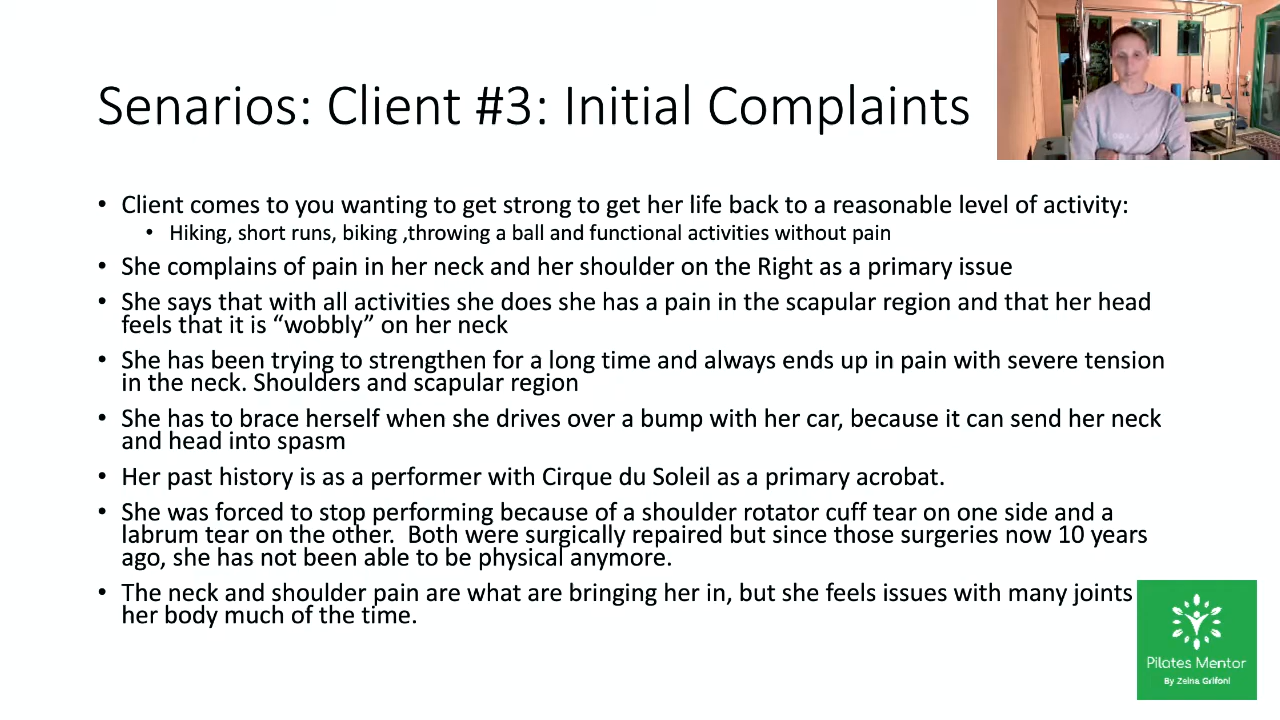 Senarios: Client #3: Initial Complaints
• Client comes to you wanting to get strong to get her life back to a reasonable level of activity:
• Hiking, short runs, biking ,throwing a ball and functional activities without pain
• She complains of pain in her neck and her shoulder on the Right as a primary issue
• She says that with all activities she does she has a pain in the scapular region and that her head
feels that it is “wobbly” on her neck
• She has been trying to strengthen for a long time and always ends up in pain with severe tension
in the neck. Shoulders and scapular region
• She has to brace herself when she drives over a bump with her car, because it can send her neck
and head into spasm
• Her past history is as a performer with Cirque du Soleil as a primary acrobat.
• She was forced to stop performing because of a shoulder rotator cuff tear on one side and a
labrum tear on the other.  Both were surgically repaired but since those surgeries now 10 years
ago, she has not been able to be physical anymore.
• The neck and shoulder pain are what are bringing her in, but she feels issues with many joints
her body much of the time.
Pilates Mentor
By Zeina Grifoni